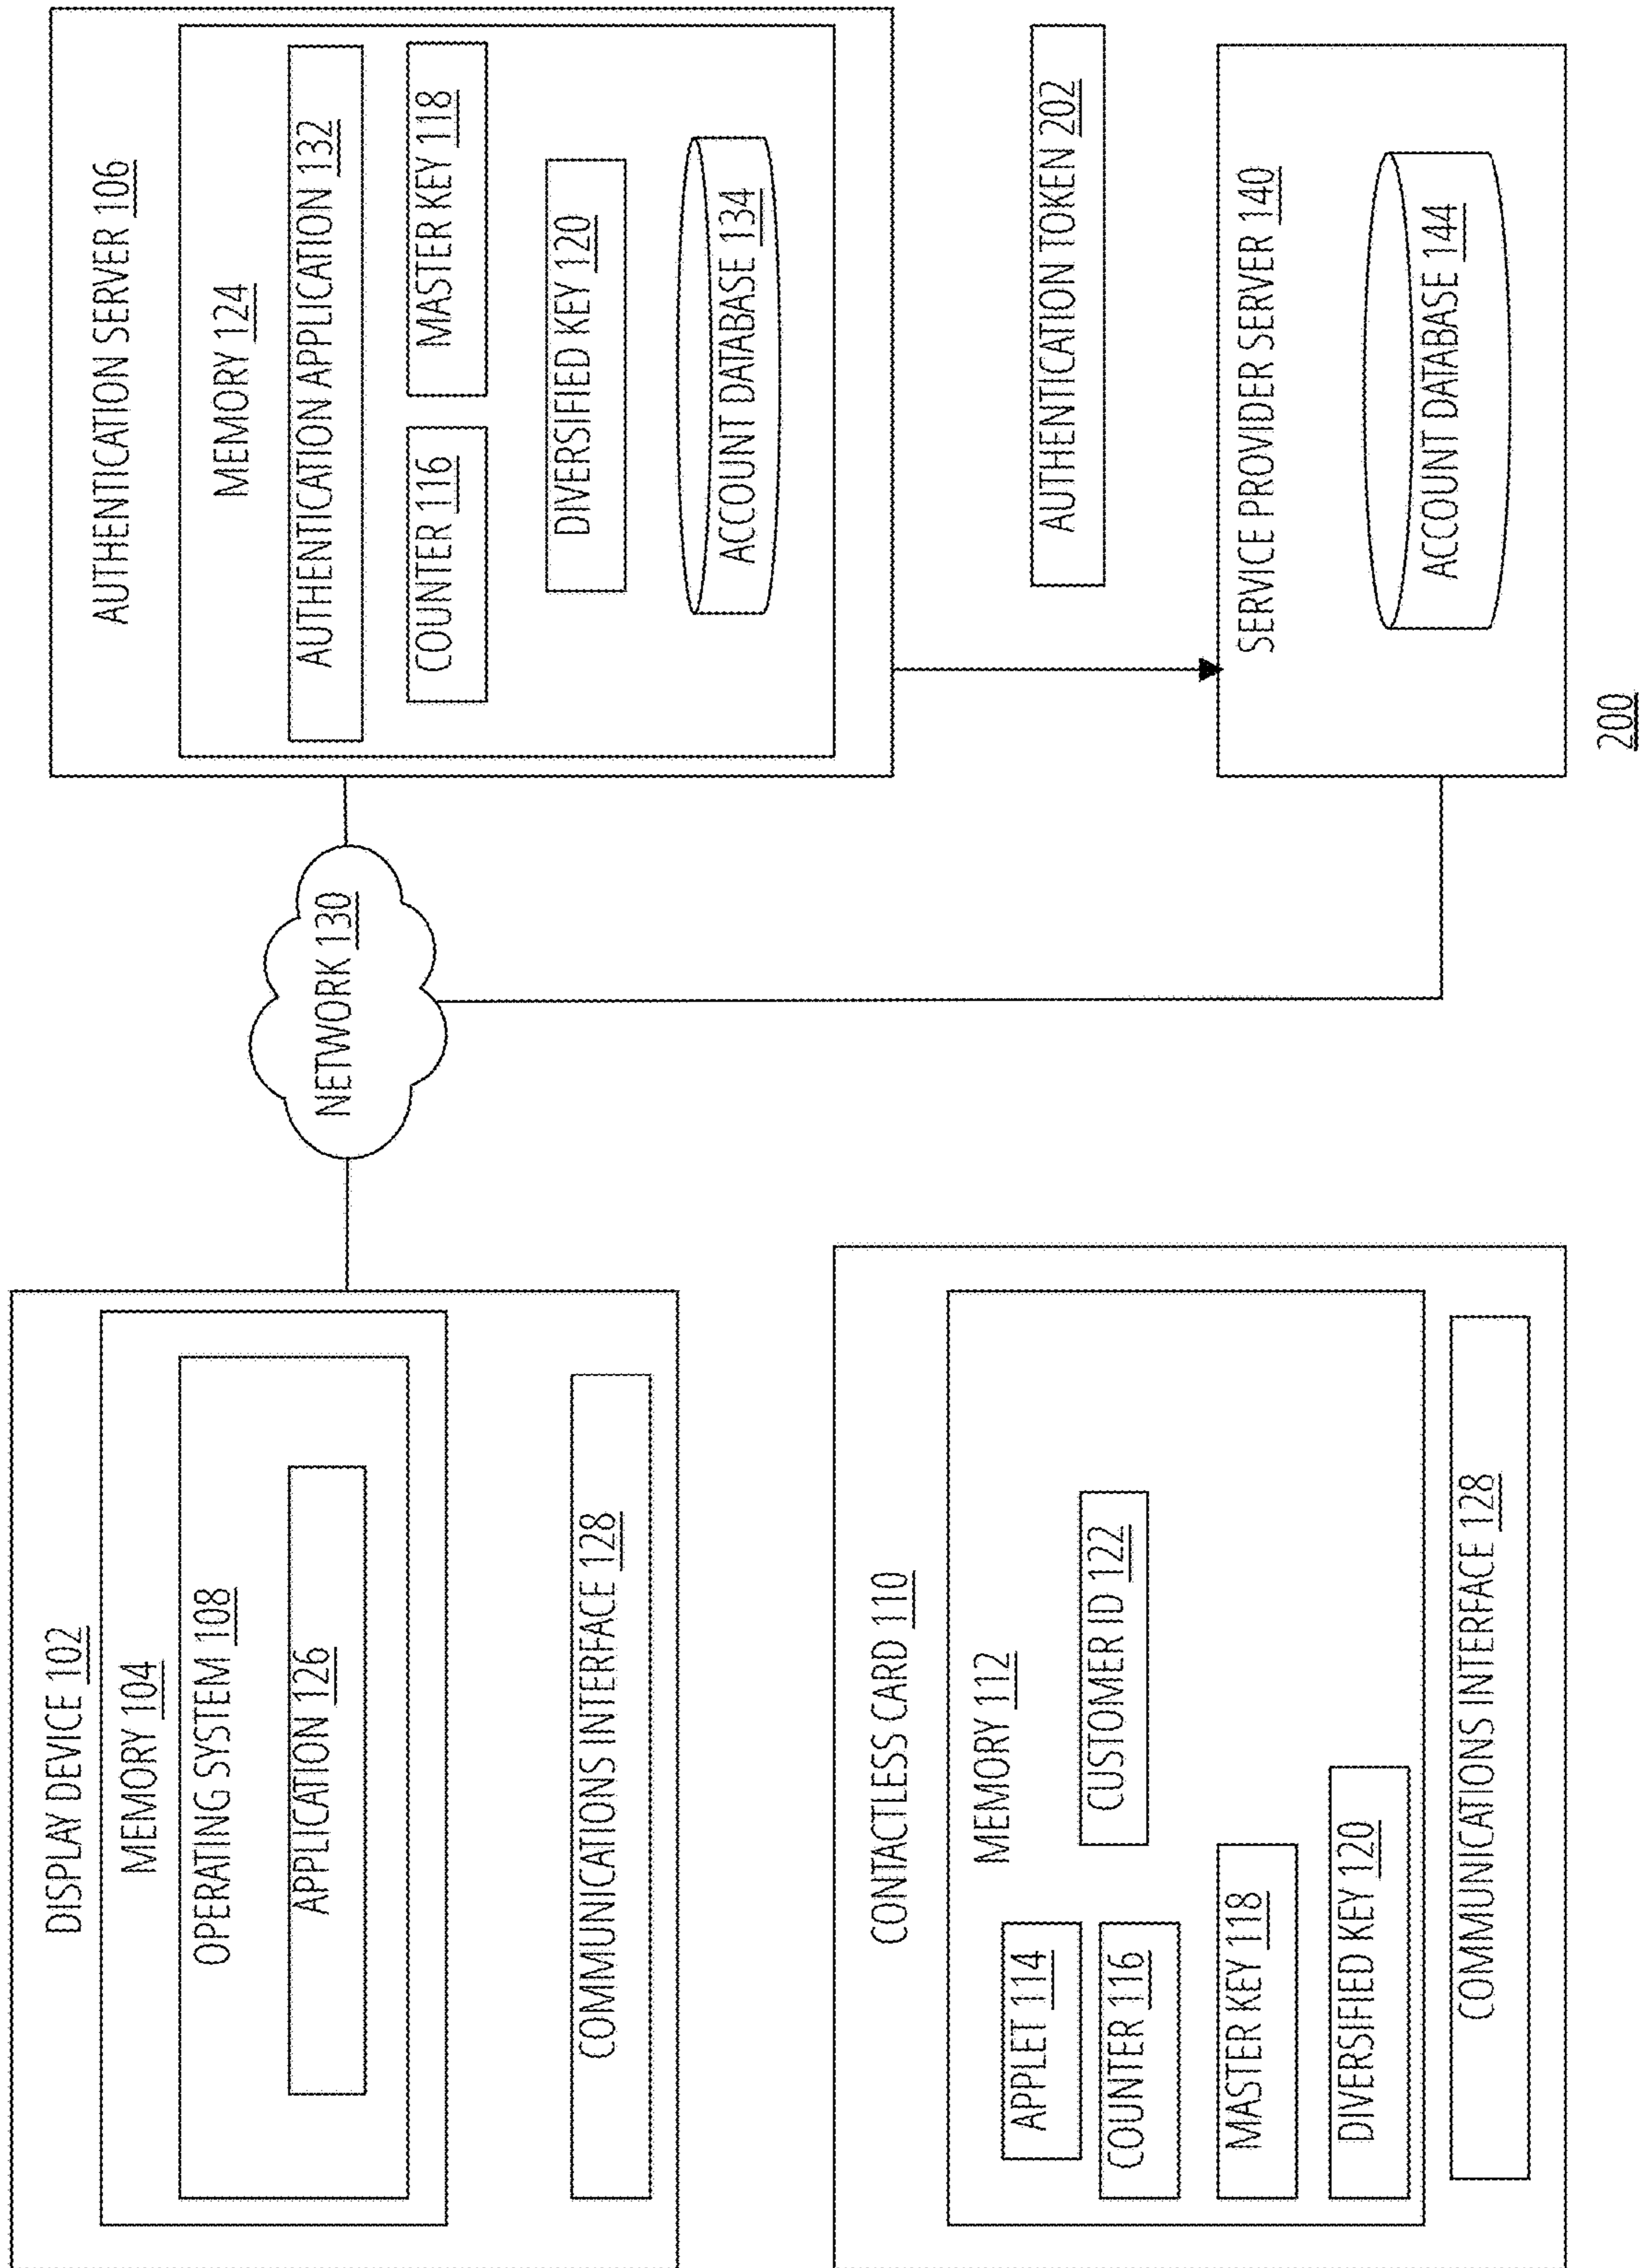 DISPLAY DEVICE 102
MEMORY 104
OPERATING SYSTEM 108
APPLICATION 126
COMMUNICATIONS INTERFACE 128
CONTACTLESS CARD 110
MEMORY 112
APPLET 114
COUNTER 116
CUSTOMER ID 122
MASTER KEY 118
DIVERSIFIED KEY 120
COMMUNICATIONS INTERFACE 128
NETWORK 130
AUTHENTICATION SERVER 106
MEMORY 124
AUTHENTICATION APPLICATION 132
COUNTER 116
MASTER KEY 118
DIVERSIFIED KEY 120
ACCOUNT DATABASE 134
AUTHENTICATION TOKEN 202
SERVICE PROVIDER SERVER 140
ACCOUNT DATABASE 144
200